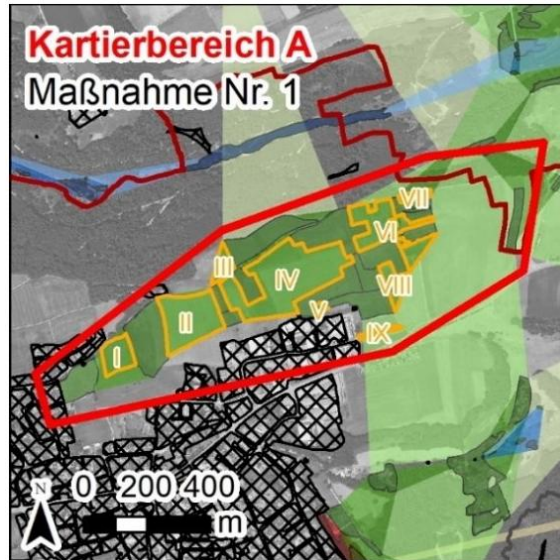 Kartierbereich A
Maßnahme Nr. 1
VII
VI
III
IV
VIII
II
V
IX
I
N
0 200 400
m